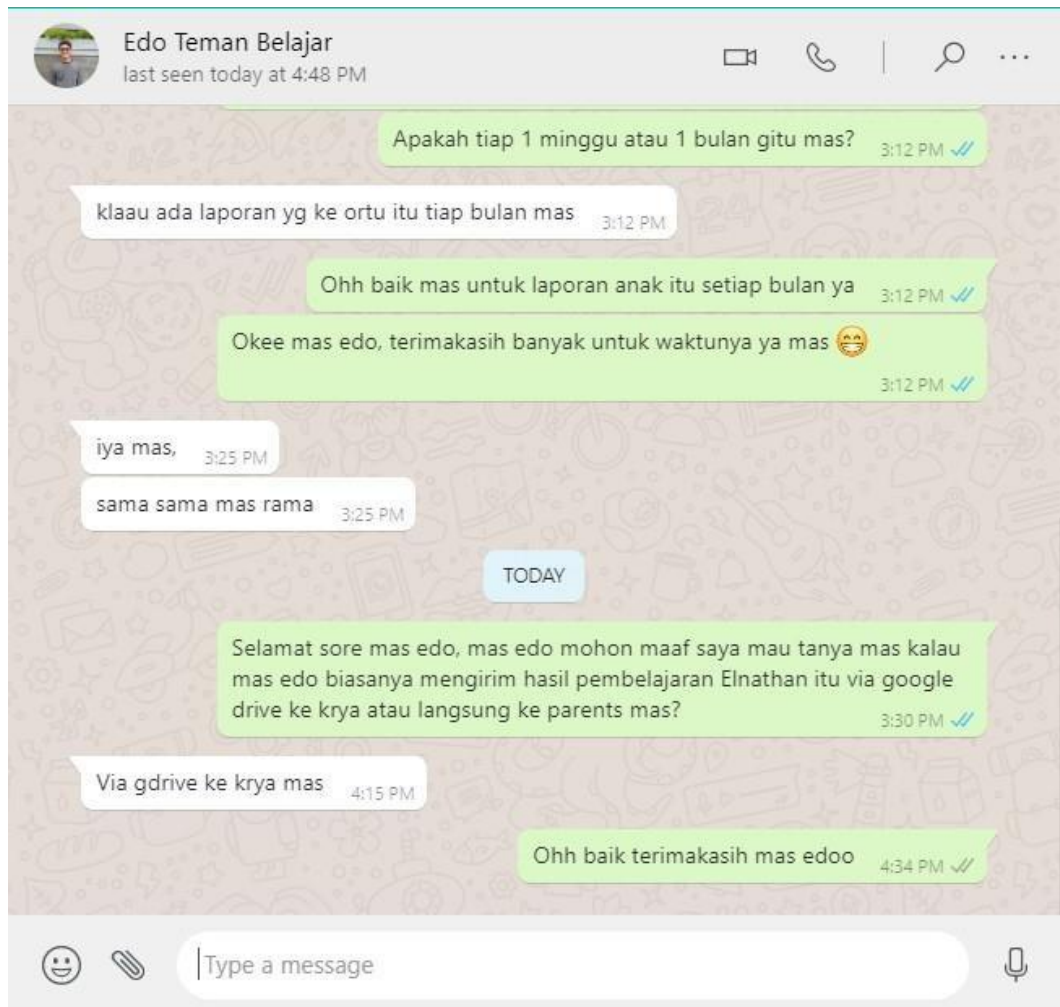 Edo Teman Belajar
last seen today at 4:48 PM
Apakah tiap 1 minggu atau 1 bulan gitu mas?
3:12 PM
klaau ada laporan yg ke ortu itu tiap bulan mas
3:12 PM
Ohh baik mas untuk laporan anak itu setiap bulan ya
3:12 PM
Okee mas edo, terimakasih banyak untuk waktunya ya mas 😁
3:12 PM
iya mas,
3:25 PM
sama sama mas rama
3:25 PM
TODAY
Selamat sore mas edo, mas edo mohon maaf saya mau tanya mas kalau
mas edo biasanya mengirim hasil pembelajaran Elnathan itu via google
drive ke krya atau langsung ke parents mas?
3:30 PM
Via gdrive ke krya mas
4:15 PM
Ohh baik terimakasih mas edoo
4:34 PM
Type a message